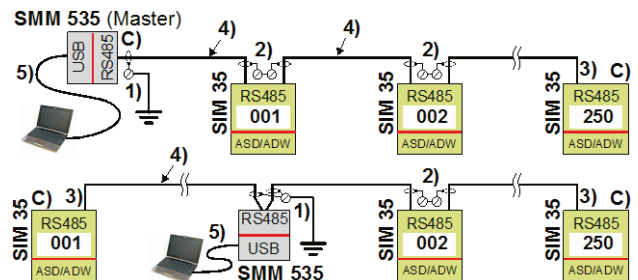 SMM 535 (Master)
USB
RS485
C)
4)
2)
4)
2)
5)
1)
SIM 35
RS485
001
ASD/ADW
SIM 35
RS485
002
ASD/ADW
3) C)
SIM 35
RS485
250
ASD/ADW
4)
C) 3)
SIM 35
RS485
001
ASD/ADW
1)
RS485
USB
5)
SMM 535
2)
SIM 35
RS485
002
ASD/ADW
3) C)
SIM 35
RS485
250
ASD/ADW